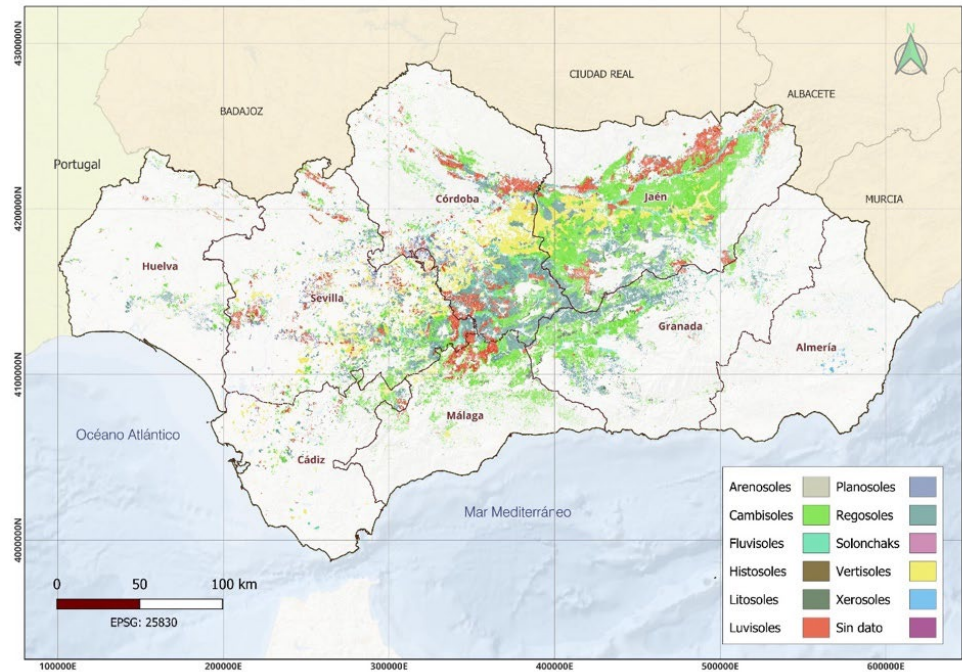 4300000N
4200000N
4100000N
4000000N
N
CIUDAD REAL
ALBACETE
BADAJOZ
Portugal
Córdoba
Jaén
MURCIA
Huelva
Sevilla
Granada
Almería
Málaga
Océano Atlántico
Cádiz
Mar Mediterráneo
Arenosoles Planosoles
Cambisoles Regosoles
Fluvisoles Solonchaks
Histosoles Vertisoles
Litosoles Xerosoles
Luvisoles Sin dato
0 50 100 km
EPSG: 25830
100000E 200000E 300000E 400000E 500000E 600000E